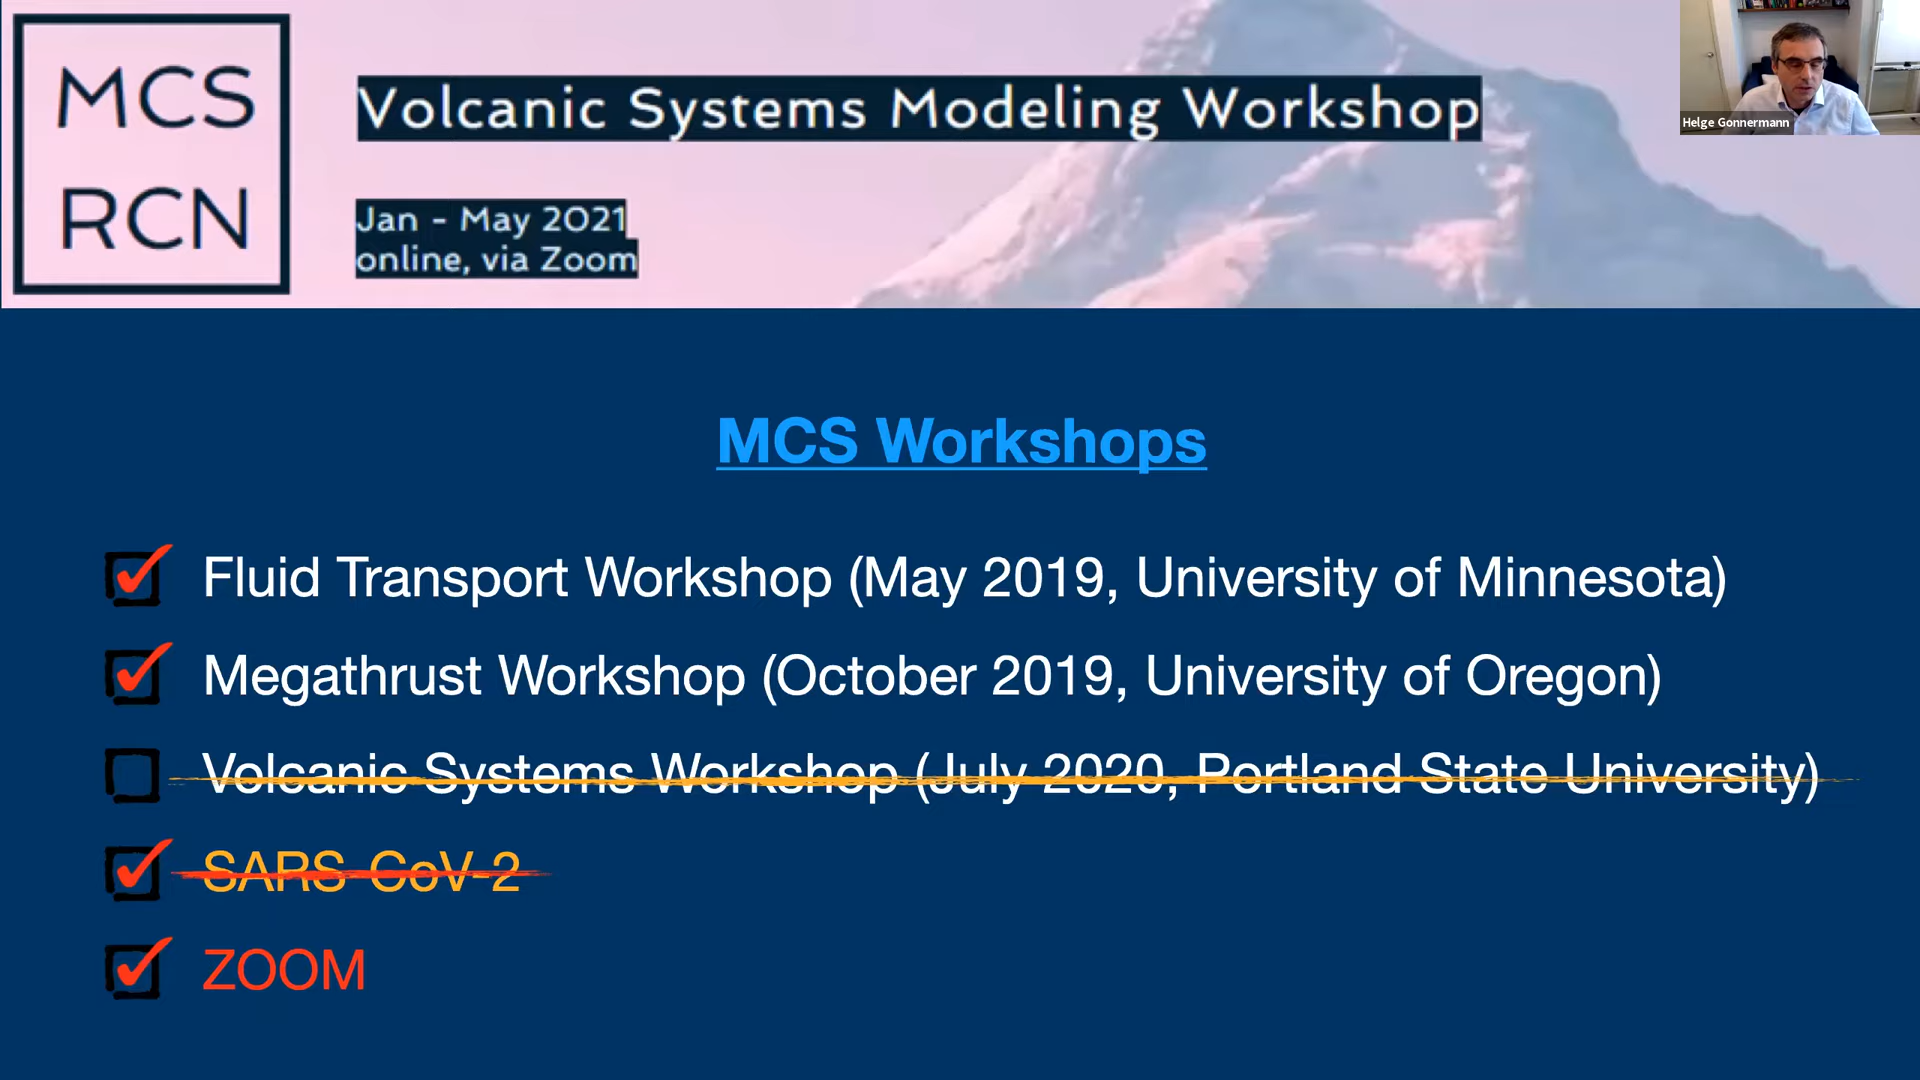 MCS
RCN
Volcanic Systems Modeling Workshop
Jan - May 2021
online, via Zoom
Helge Gonnermann
MCS Workshops
Fluid Transport Workshop (May 2019, University of Minnesota)
Megathrust Workshop (October 2019, University of Oregon)
Volcanic Systems Workshop (July 2020, Portland State University)
SARS-CoV-2
ZOOM